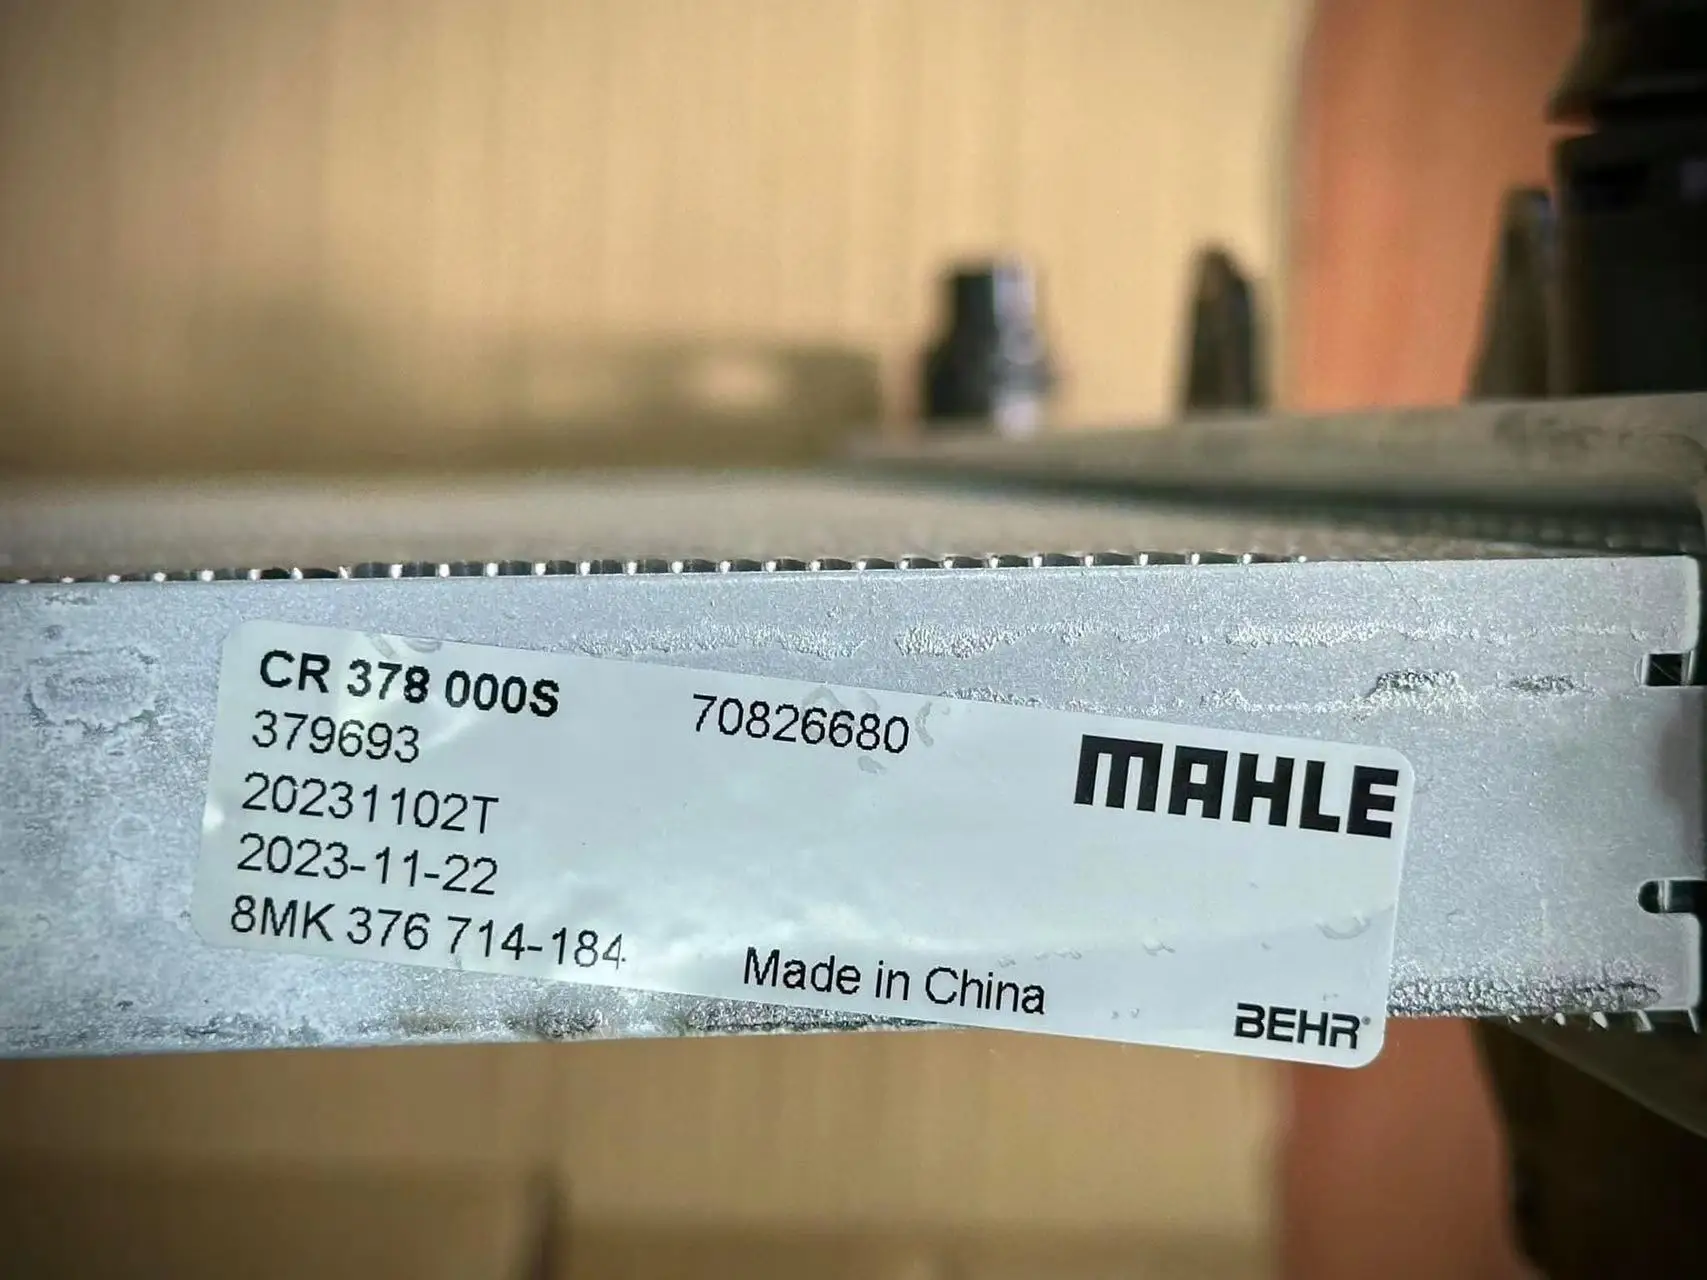 CR 378 000S
70826680
379693
20231102T
2023-11-22
8MK 376 714-184
MAHLE
Made in China
BEHR®